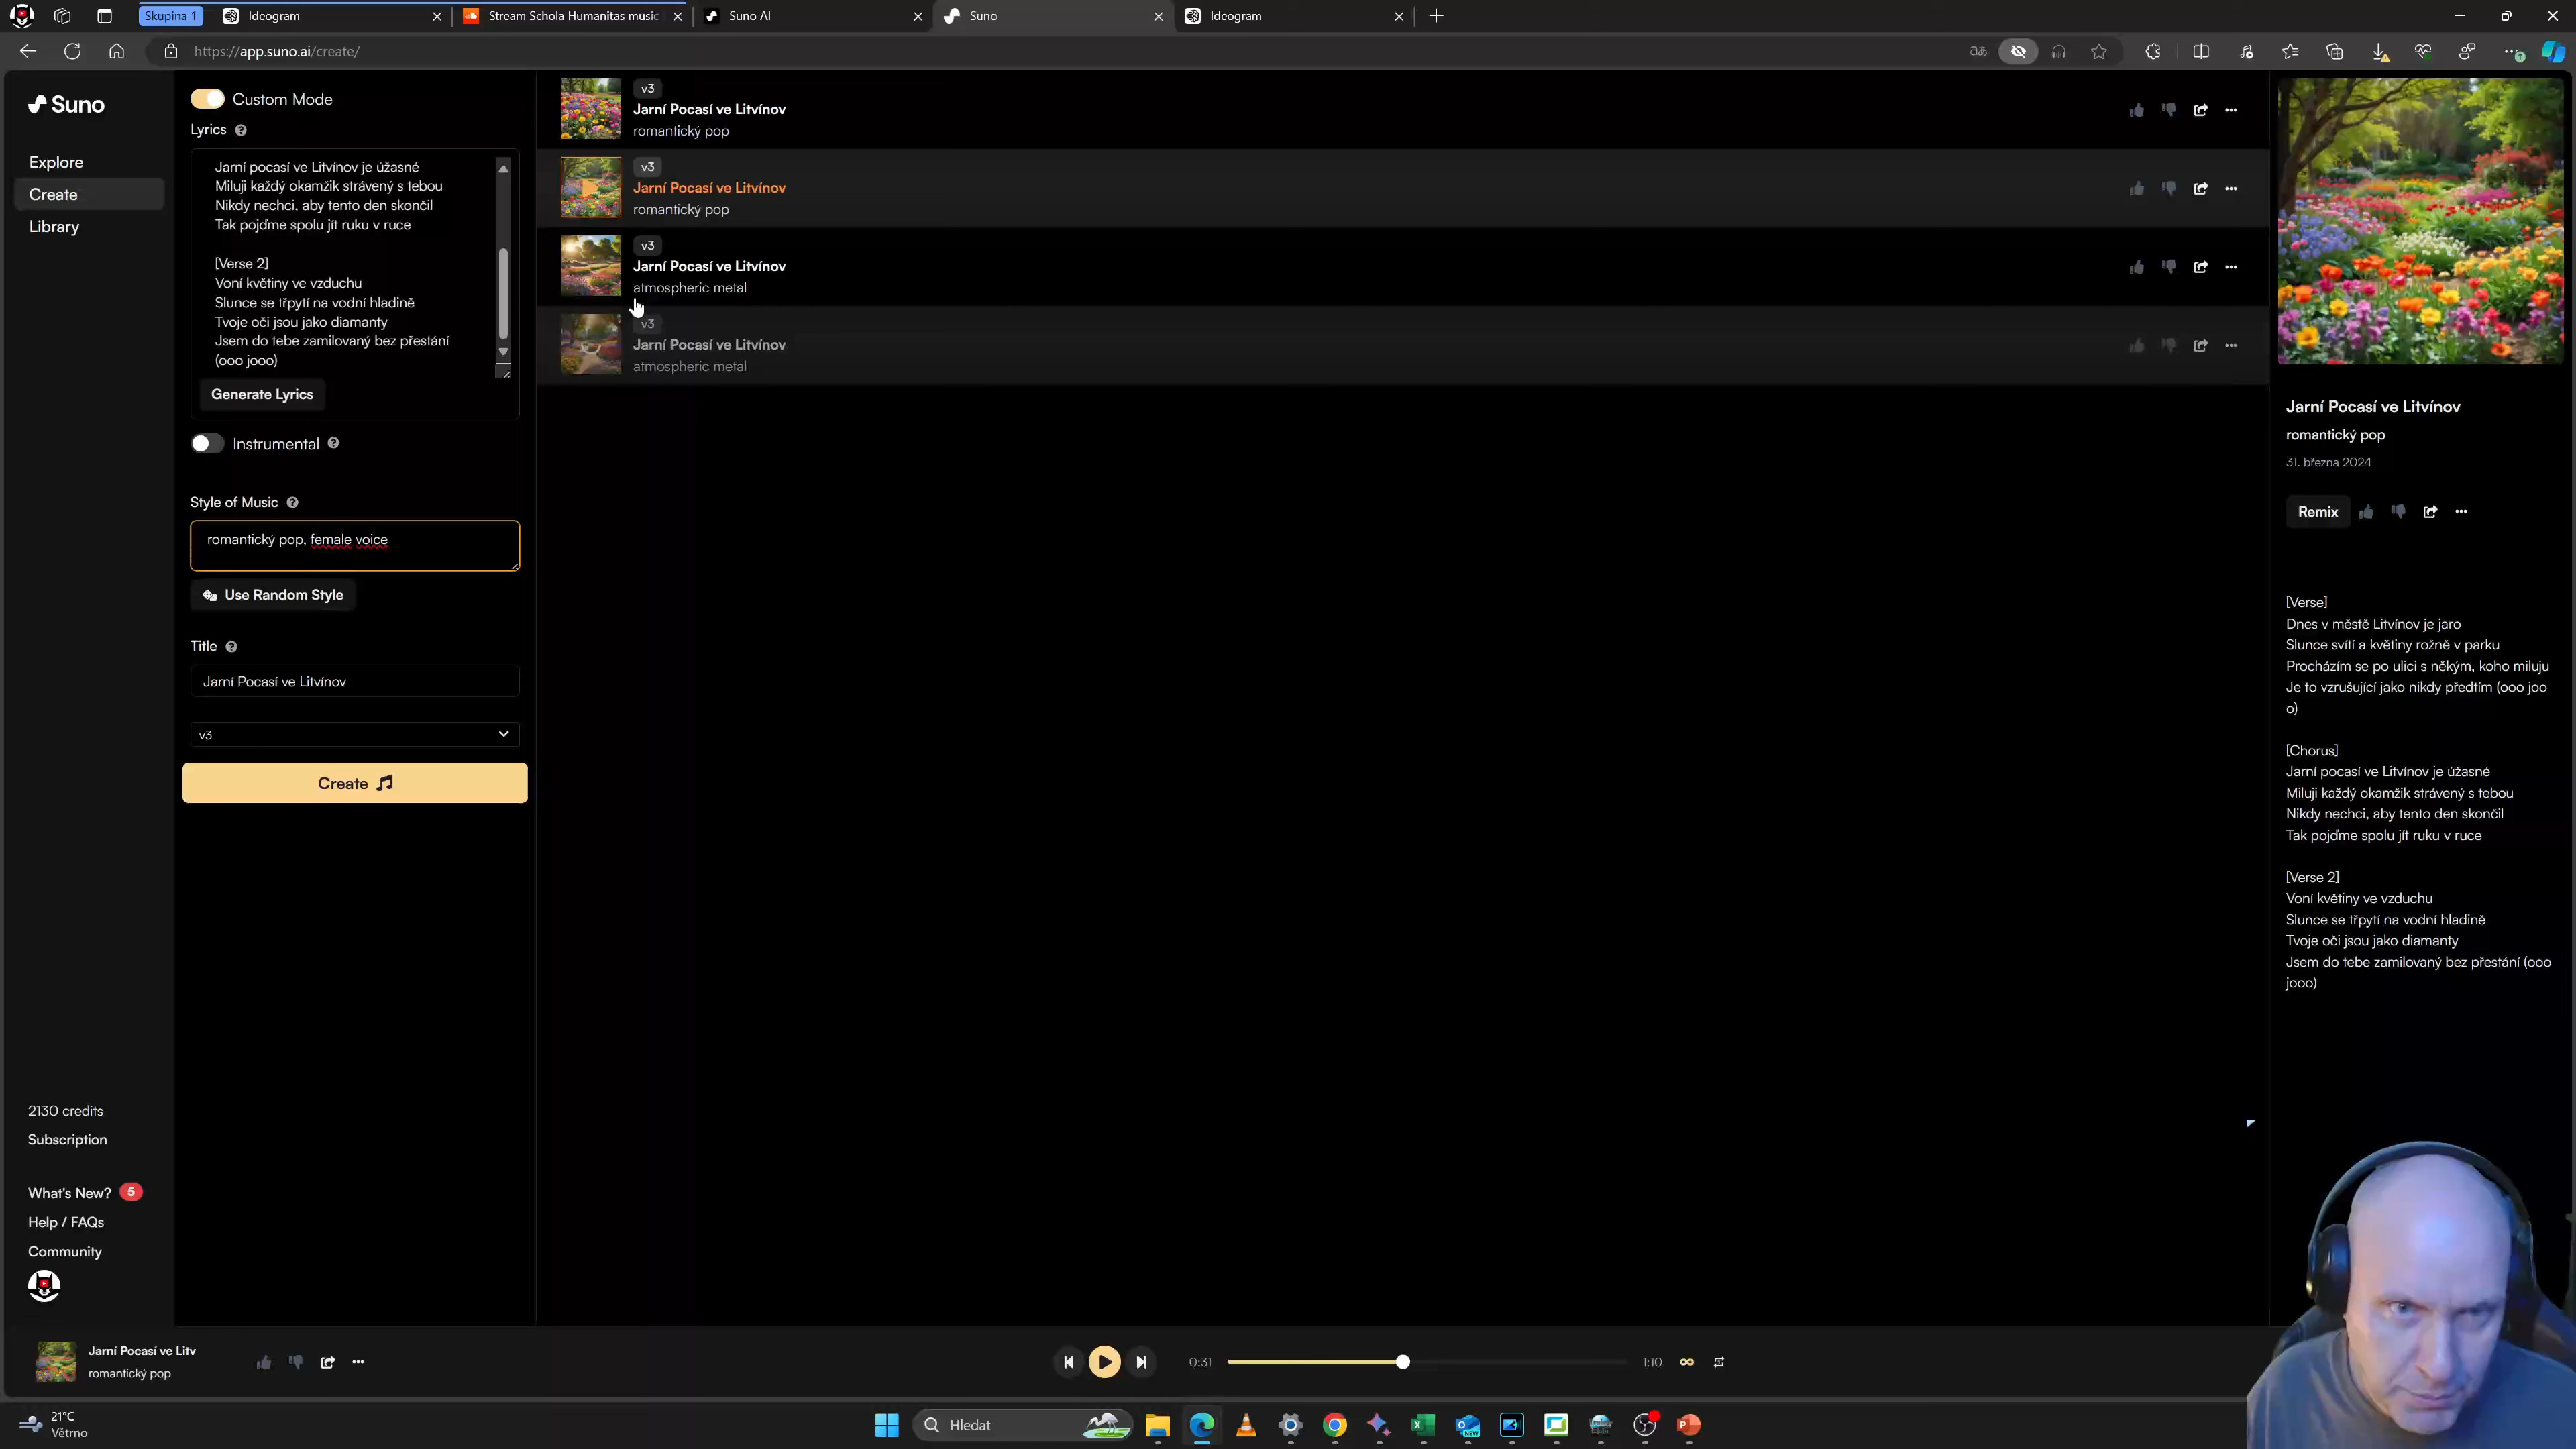 Skupina 1
Ideogram
Stream Schola Humanitas music
Suno AI
Suno
Ideogram
https://app.suno.ai/create/
Suno
Explore
Create
Library
2130 credits
Subscription
What's New? 5
Help / FAQs
Community
Custom Mode
Lyrics
Jarní pocasí ve Litvínov je úžasné
Miluji každý okamžik strávený s tebou
Nikdy nechci, aby tento den skončil
Tak pojďme spolu jít ruku v ruce
[Verse 2]
Voní květiny ve vzduchu
Slunce se třpytí na vodní hladině
Tvoje oči jsou jako diamanty
Jsem do tebe zamilovaný bez přestání
(ooo jooo)
Generate Lyrics
Instrumental
Style of Music
romantický pop, female voice
Use Random Style
Title
Jarní Pocasí ve Litvínov
v3
Create
v3
Jarní Pocasí ve Litvínov
romantický pop
v3
Jarní Pocasí ve Litvínov
romantický pop
v3
Jarní Pocasí ve Litvínov
atmospheric metal
v3
Jarní Pocasí ve Litvínov
atmospheric metal
Jarní Pocasí ve Litvínov
romantický pop
31. března 2024
Remix
[Verse]
Dnes v městě Litvínov je jaro
Slunce svítí a květiny rožně v parku
Procházím se po ulici s někým, koho miluju
Je to vzrušující jako nikdy předtím (ooo joo
o)
[Chorus]
Jarní pocasí ve Litvínov je úžasné
Miluji každý okamžik strávený s tebou
Nikdy nechci, aby tento den skončil
Tak pojďme spolu jít ruku v ruce
[Verse 2]
Voní květiny ve vzduchu
Slunce se třpytí na vodní hladině
Tvoje oči jsou jako diamanty
Jsem do tebe zamilovaný bez přestání (ooo
jooo)
Jarní Pocasí ve Litv
romantický pop
0:31
1:10
21°C
Větrno
Hledat